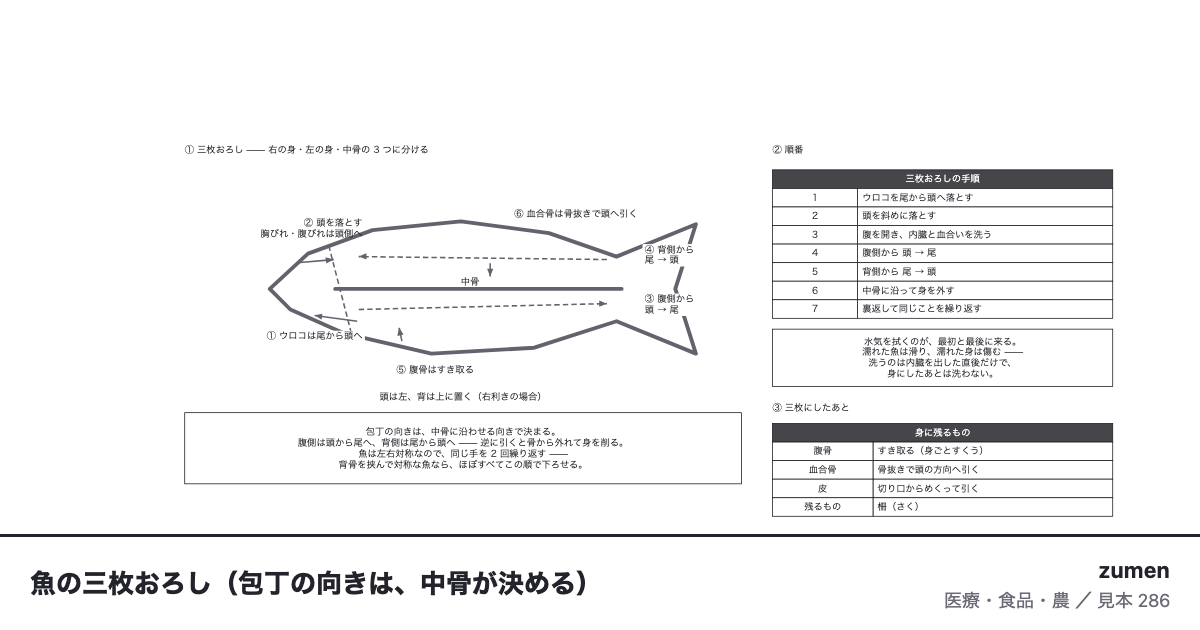 ① 三枚おろし —— 右の身・左の身・中骨の 3 つに分ける
② 頭を落とす
胸びれ・腹びれは頭側へ
⑥ 血合骨は骨抜きで頭へ引く
④ 背側から
尾 → 頭
中骨
③ 腹側から
頭 → 尾
① ウロコは尾から頭へ
⑤ 腹骨はすき取る
頭は左、背は上に置く（右利きの場合）
包丁の向きは、中骨に沿わせる向きで決まる。
腹側は頭から尾へ、背側は尾から頭へ —— 逆に引くと骨から外れて身を削る。
魚は左右対称なので、同じ手を 2 回繰り返す ——
背骨を挟んで対称な魚なら、ほぼすべてこの順で下ろせる。
② 順番
三枚おろしの手順
1 ウロコを尾から頭へ落とす
2 頭を斜めに落とす
3 腹を開き、内臓と血合いを洗う
4 腹側から 頭 → 尾
5 背側から 尾 → 頭
6 中骨に沿って身を外す
7 裏返して同じことを繰り返す
水気を拭くのが、最初と最後に来る。
濡れた魚は滑り、濡れた身は傷む ——
洗うのは内臓を出した直後だけで、
身にしたあとは洗わない。
③ 三枚にしたあと
身に残るもの
腹骨 すき取る（身ごとすくう）
血合骨 骨抜きで頭の方向へ引く
皮 切り口からめくって引く
残るもの 柵（さく）
魚の三枚おろし（包丁の向きは、中骨が決める）
zumen
医療・食品・農 ／ 見本 286